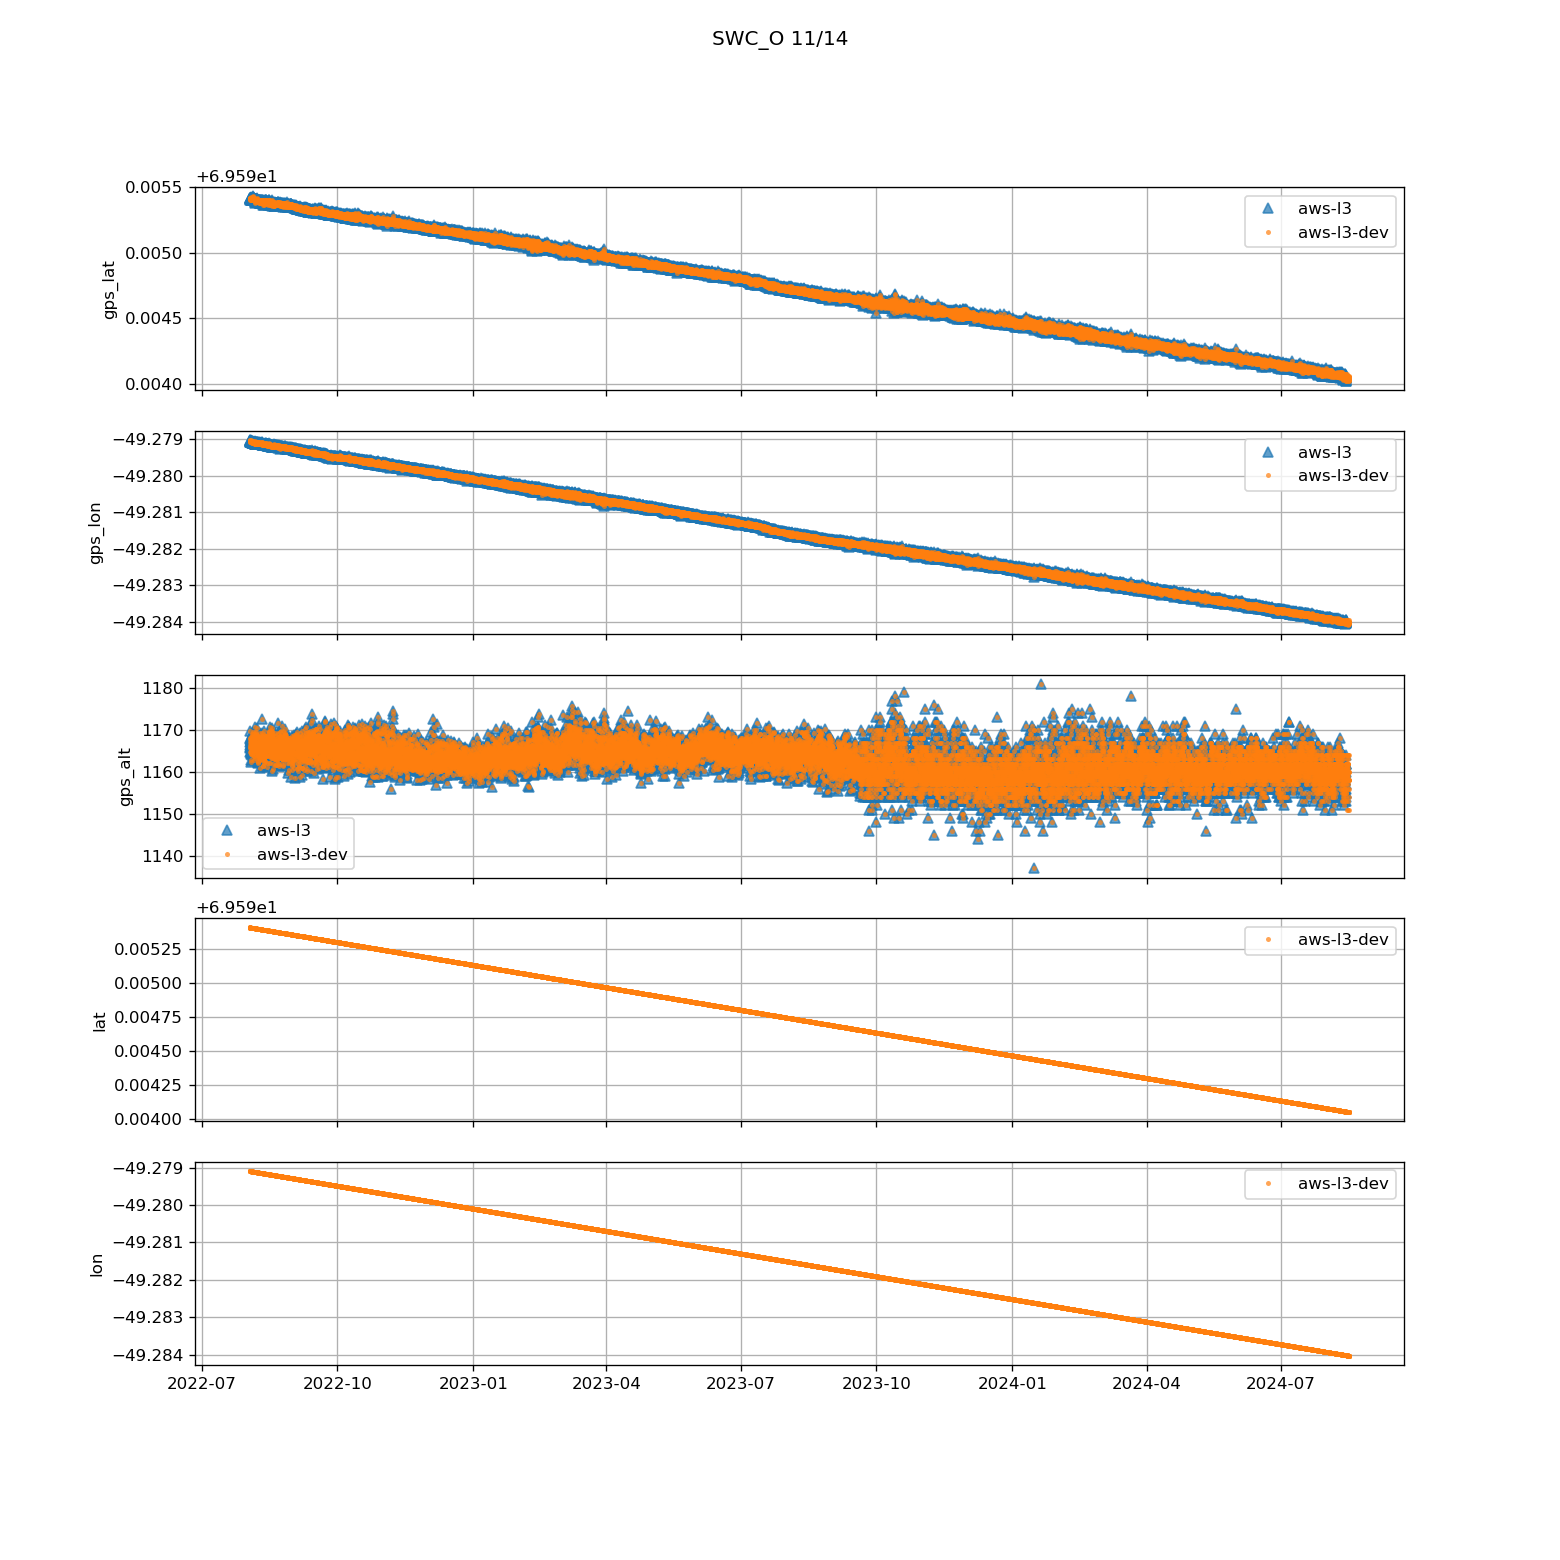 SWC_O 11/14
+6.959e1
0.0055
0.0050
0.0045
0.0040
gps_lat
aws-l3
aws-l3-dev
−49.279
−49.280
−49.281
−49.282
−49.283
−49.284
gps_lon
aws-l3
aws-l3-dev
1180
1170
1160
1150
1140
gps_alt
aws-l3
aws-l3-dev
+6.959e1
0.00525
0.00500
0.00475
0.00450
0.00425
0.00400
lat
aws-l3-dev
−49.279
−49.280
−49.281
−49.282
−49.283
−49.284
lon
aws-l3-dev
2022-07 2022-10 2023-01 2023-04 2023-07 2023-10 2024-01 2024-04 2024-07